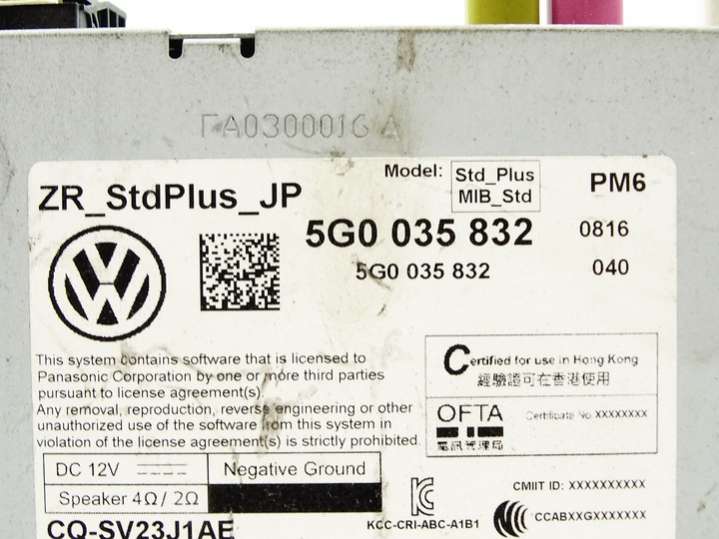 FA0300016 A
Model: Std_Plus
MIB_Std
PM6
ZR_StdPlus_JP
5G0 035 832
0816
5G0 035 832
040
This system contains software that is licensed to
Panasonic Corporation by one or more third parties
pursuant to license agreement(s).
Any removal, reproduction, reverse engineering or other
unauthorized use of the software from this system in
violation of the license agreement(s) is strictly prohibited.
Certified for use in Hong Kong
經驗證可在香港使用
OFTA
Certificate No. XXXXXXXX
電訊管理局
DC 12V
Negative Ground
Speaker 4Ω / 2Ω
CQ-SV23J1AE
KCC-CRI-ABC-A1B1
CMIIT ID: XXXXXXXXXX
CCABXXGXXXXXXX